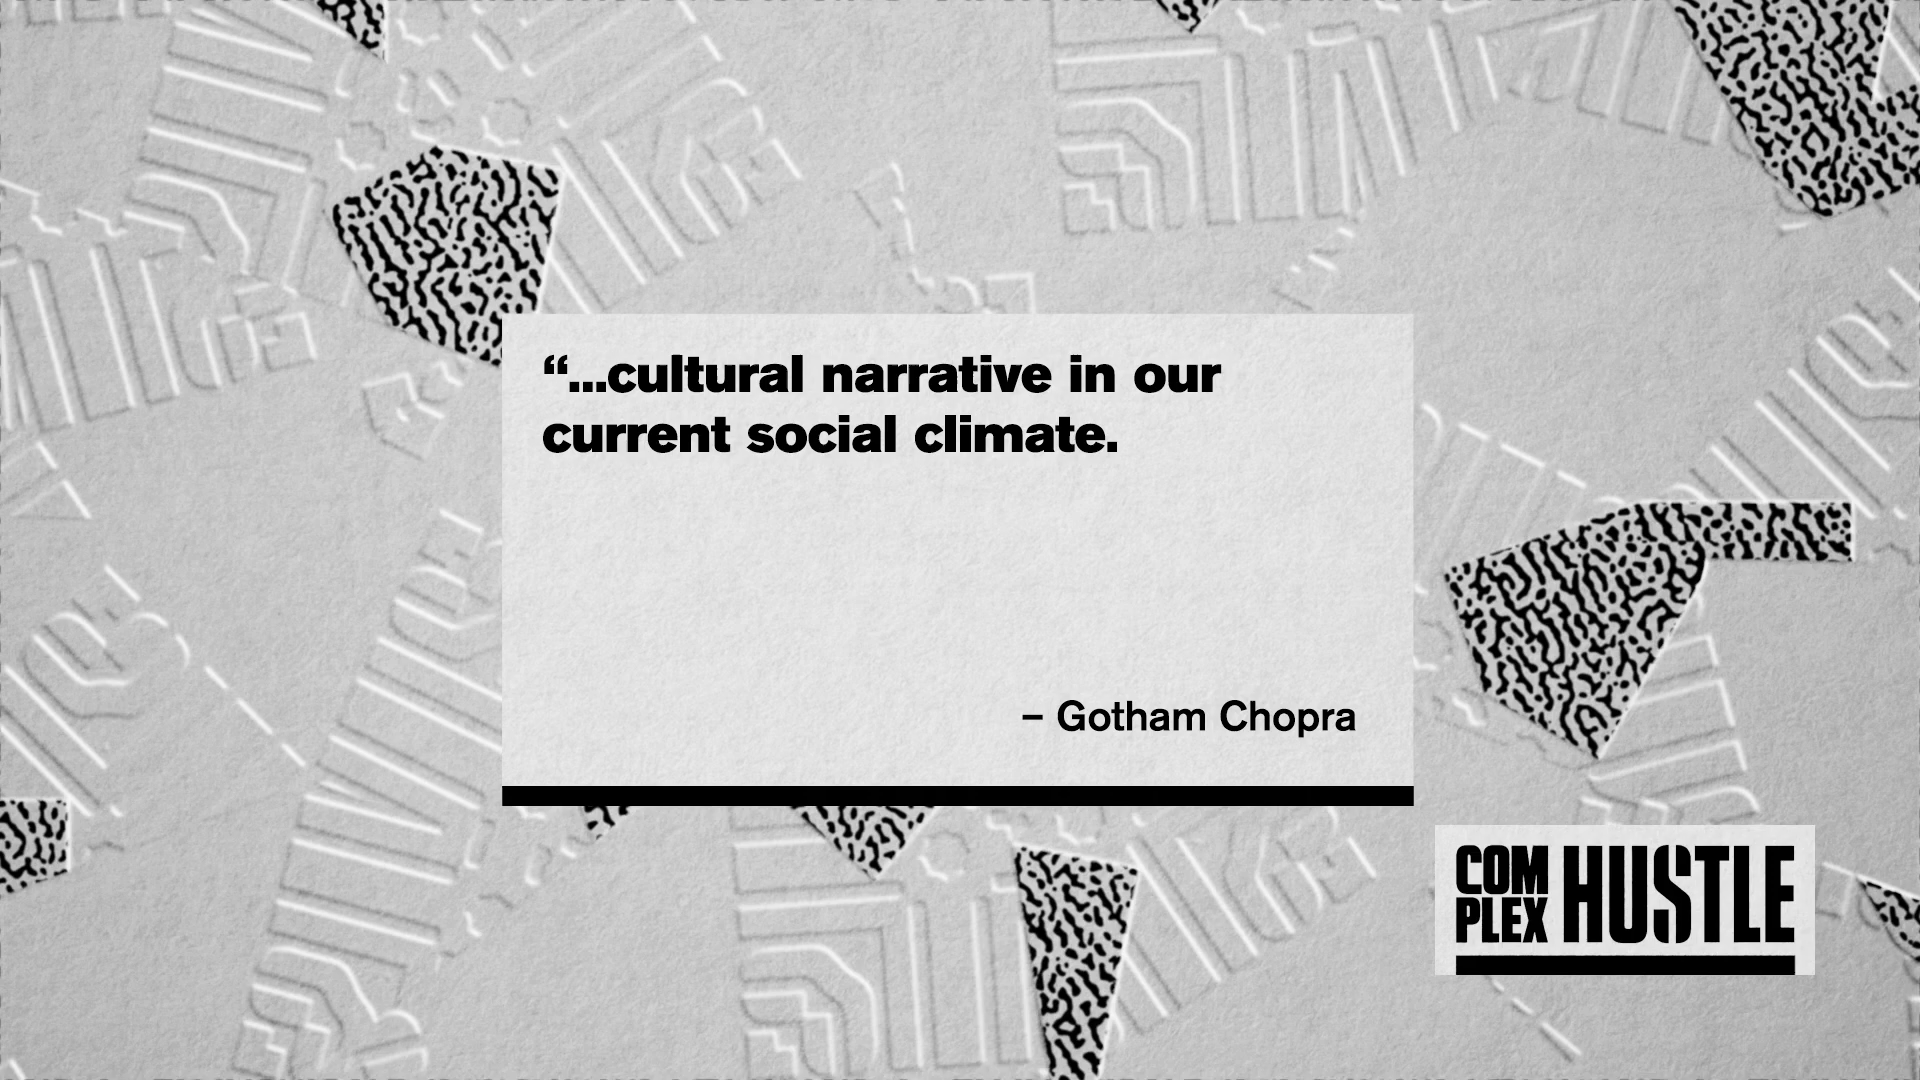 “...cultural narrative in our
current social climate.
– Gotham Chopra
COM
PLEX HUSTLE